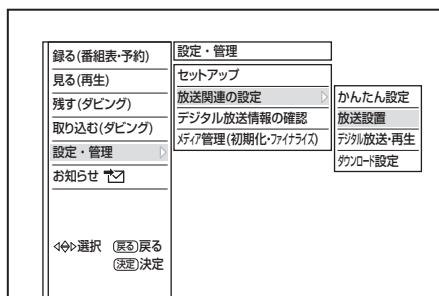 録る(番組表･予約)
見る(再生)
残す(ダビング)
取り込む(ダビング)
設定・管理
お知らせ
選択 戻る戻る
決定決定
設定・管理
セットアップ
放送関連の設定
デジタル放送情報の確認
メディア管理(初期化･ファイナライズ)
かんたん設定
放送設置
デジタル放送･再生
ダウンロード設定